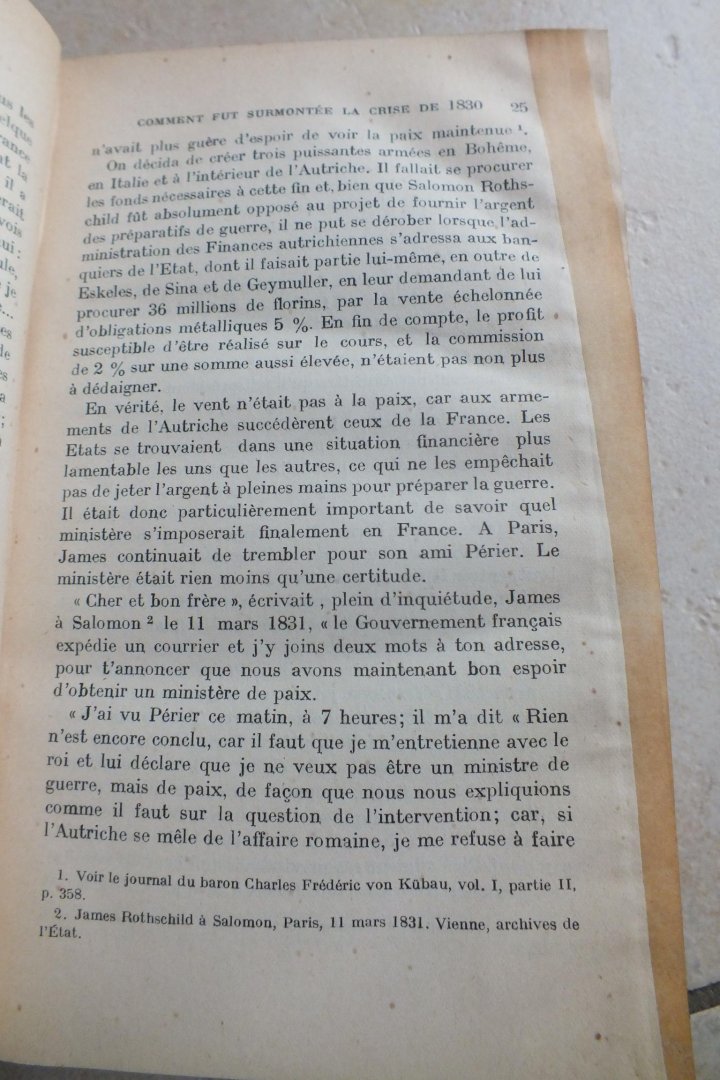 us les
elque
rance
t la
il a
erait
vois
ui :
ule,
je
e...
es
de
s
a
;
COMMENT FUT SURMONTÉE LA CRISE DE 1830 25
n'avait plus guère d'espoir de voir la paix maintenue 1.
On décida de créer trois puissantes armées en Bohême,
en Italie et à l'intérieur de l'Autriche. Il fallait se procurer
les fonds nécessaires à cette fin et, bien que Salomon Roths-
child fût absolument opposé au projet de fournir l'argent
des préparatifs de guerre, il ne put se dérober lorsque l'ad-
ministration des Finances autrichiennes s'adressa aux ban-
quiers de l'Etat, dont il faisait partie lui-même, en outre de
Eskeles, de Sina et de Geymuller, en leur demandant de lui
procurer 36 millions de florins, par la vente échelonnée
d'obligations métalliques 5 %. En fin de compte, le profit
susceptible d'être réalisé sur le cours, et la commission
de 2 % sur une somme aussi élevée, n'étaient pas non plus
à dédaigner.
En vérité, le vent n'était pas à la paix, car aux arme-
ments de l'Autriche succédèrent ceux de la France. Les
Etats se trouvaient dans une situation financière plus
lamentable les uns que les autres, ce qui ne les empêchait
pas de jeter l'argent à pleines mains pour préparer la guerre.
Il était donc particulièrement important de savoir quel
ministère s'imposerait finalement en France. A Paris,
James continuait de trembler pour son ami Périer. Le
ministère était rien moins qu'une certitude.
« Cher et bon frère », écrivait , plein d'inquiétude, James
à Salomon 2 le 11 mars 1831, « le Gouvernement français
expédie un courrier et j'y joins deux mots à ton adresse,
pour t'annoncer que nous avons maintenant bon espoir
d'obtenir un ministère de paix.
« J'ai vu Périer ce matin, à 7 heures; il m'a dit « Rien
n'est encore conclu, car il faut que je m'entretienne avec le
roi et lui déclare que je ne veux pas être un ministre de
guerre, mais de paix, de façon que nous nous expliquions
comme il faut sur la question de l'intervention; car, si
l'Autriche se mêle de l'affaire romaine, je me refuse à faire
1. Voir le journal du baron Charles Frédéric von Kübau, vol. I, partie II,
p. 358.
2. James Rothschild à Salomon, Paris, 11 mars 1831. Vienne, archives de
l'État.